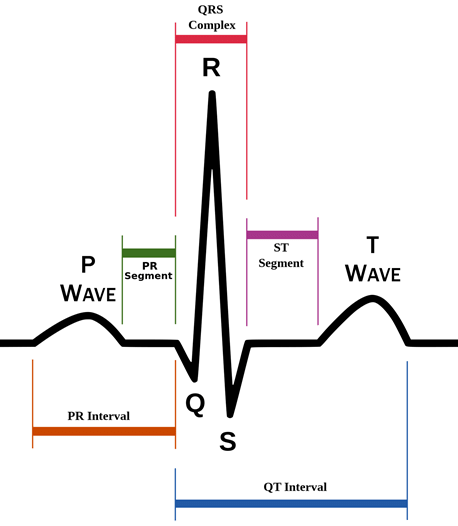 QRS
Complex
R
P
WAVE
PR
Segment
ST
Segment
T
WAVE
Q
S
PR Interval
QT Interval